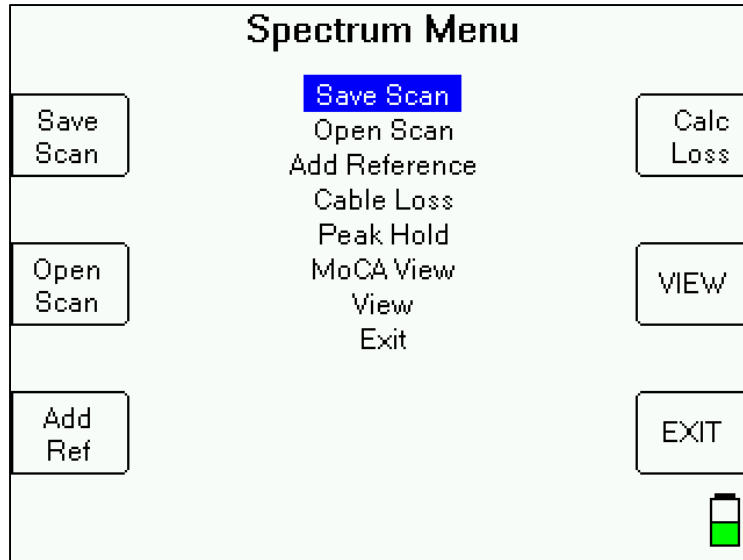 Spectrum Menu
Save Scan
Open Scan
Add Reference
Cable Loss
Peak Hold
MoCA View
View
Exit
Save
Scan
Open
Scan
Add
Ref
Calc
Loss
VIEW
EXIT